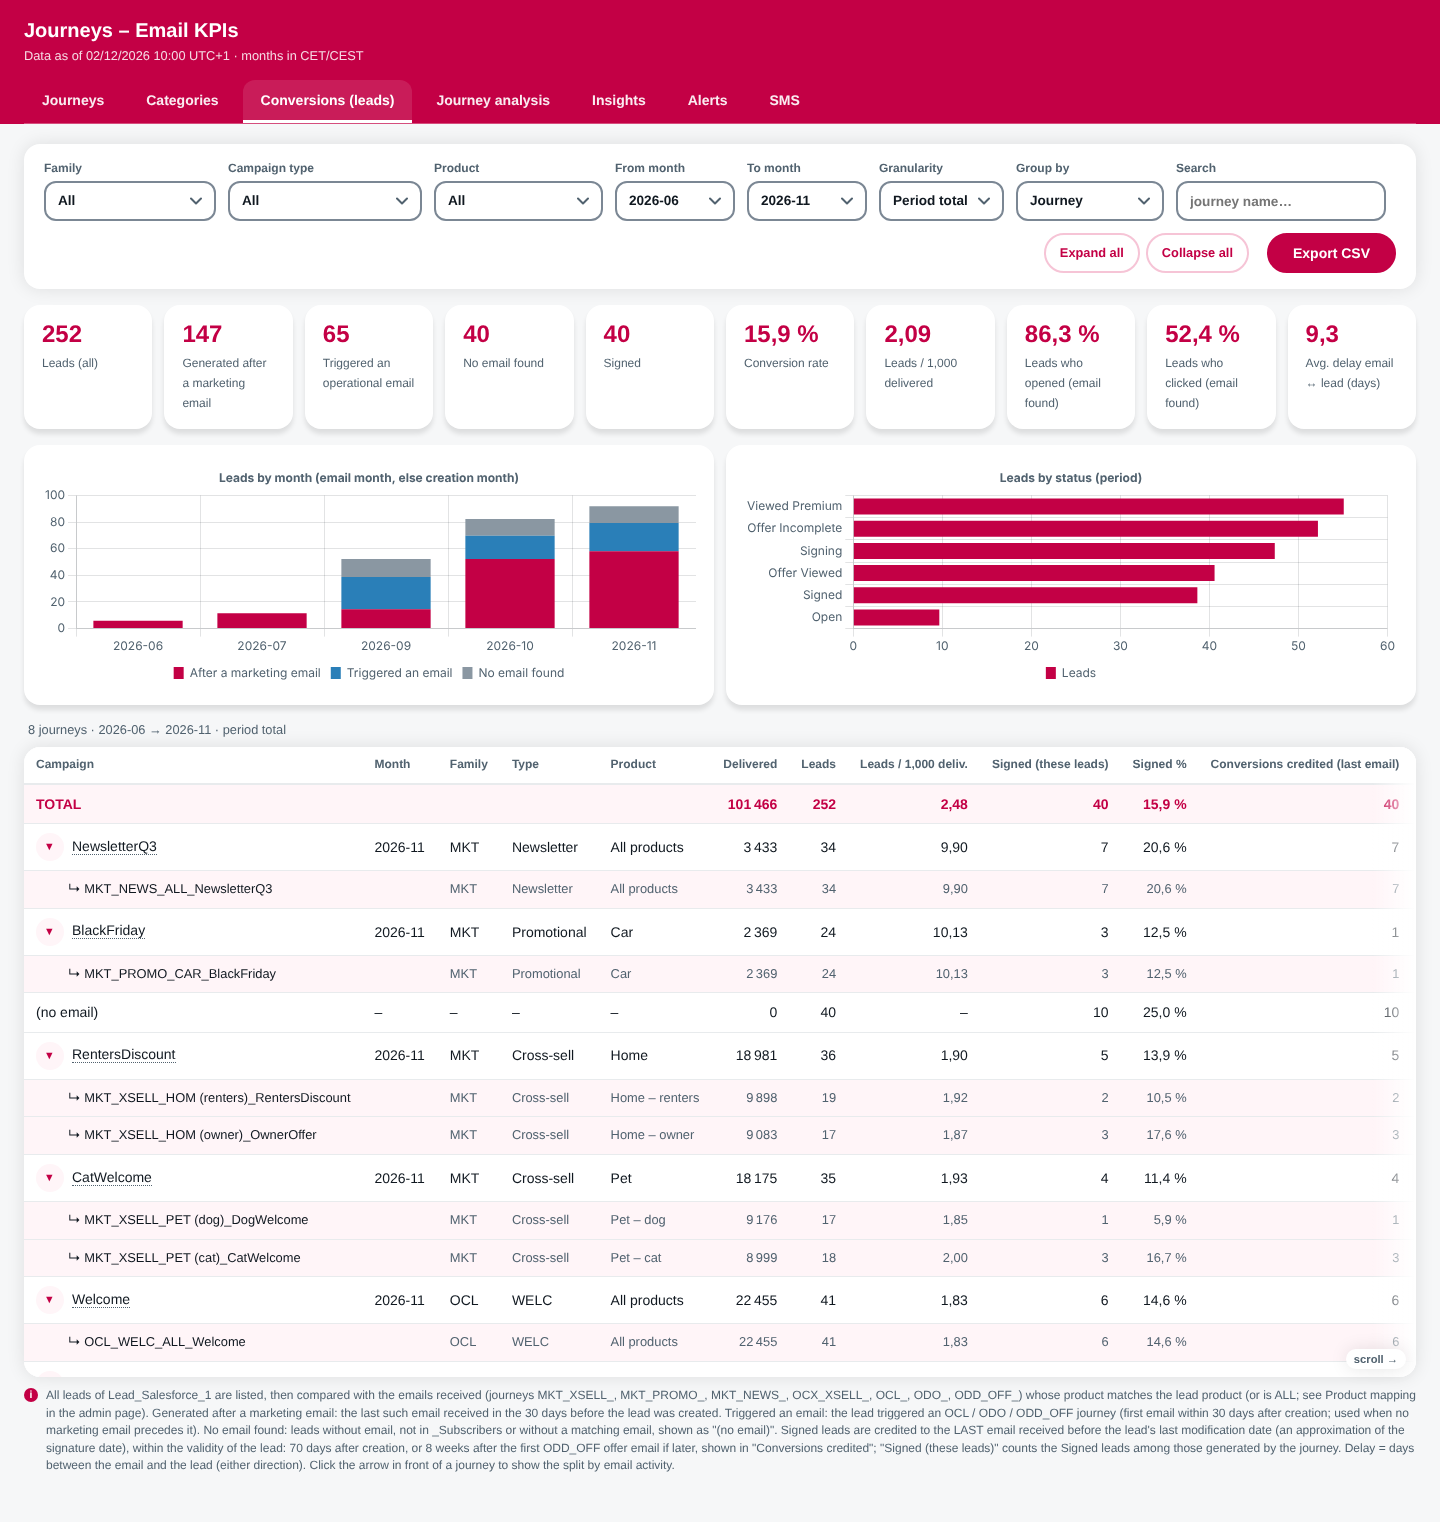 Journeys – Email KPIs
Data as of 02/12/2026 10:00 UTC+1 · months in CET/CEST
Journeys Categories Conversions (leads) Journey analysis Insights Alerts SMS
Family Campaign type Product From month To month Granularity Group by Search
All All All 2026-06 2026-11 Period total Journey journey name…
Expand all Collapse all Export CSV
252 147 65 40 40 15,9 % 2,09 86,3 % 52,4 % 9,3
Leads (all) Generated after Triggered an No email found Signed Conversion rate Leads / 1,000 Leads who Leads who Avg. delay email
a marketing operational email delivered opened (email clicked (email ↔ lead (days)
email found) found)
Leads by month (email month, else creation month)
100
80
60
40
20
0
2026-06 2026-07 2026-09 2026-10 2026-11
After a marketing email Triggered an email No email found
Leads by status (period)
Viewed Premium
Offer Incomplete
Signing
Offer Viewed
Signed
Open
0 10 20 30 40 50 60
Leads
8 journeys · 2026-06 → 2026-11 · period total
Campaign Month Family Type Product Delivered Leads Leads / 1,000 deliv. Signed (these leads) Signed % Conversions credited (last email)
TOTAL 101 466 252 2,48 40 15,9 % 40
▼ NewsletterQ3 2026-11 MKT Newsletter All products 3 433 34 9,90 7 20,6 % 7
↳ MKT_NEWS_ALL_NewsletterQ3 MKT Newsletter All products 3 433 34 9,90 7 20,6 % 7
▼ BlackFriday 2026-11 MKT Promotional Car 2 369 24 10,13 3 12,5 % 1
↳ MKT_PROMO_CAR_BlackFriday MKT Promotional Car 2 369 24 10,13 3 12,5 % 1
(no email) – – – – 0 40 – 10 25,0 % 10
▼ RentersDiscount 2026-11 MKT Cross-sell Home 18 981 36 1,90 5 13,9 % 5
↳ MKT_XSELL_HOM (renters)_RentersDiscount MKT Cross-sell Home – renters 9 898 19 1,92 2 10,5 % 2
↳ MKT_XSELL_HOM (owner)_OwnerOffer MKT Cross-sell Home – owner 9 083 17 1,87 3 17,6 % 3
▼ CatWelcome 2026-11 MKT Cross-sell Pet 18 175 35 1,93 4 11,4 % 4
↳ MKT_XSELL_PET (dog)_DogWelcome MKT Cross-sell Pet – dog 9 176 17 1,85 1 5,9 % 1
↳ MKT_XSELL_PET (cat)_CatWelcome MKT Cross-sell Pet – cat 8 999 18 2,00 3 16,7 % 3
▼ Welcome 2026-11 OCL WELC All products 22 455 41 1,83 6 14,6 % 6
↳ OCL_WELC_ALL_Welcome OCL WELC All products 22 455 41 1,83 6 14,6 % 6
scroll →
i All leads of Lead_Salesforce_1 are listed, then compared with the emails received (journeys MKT_XSELL_, MKT_PROMO_, MKT_NEWS_, OCX_XSELL_, OCL_, ODO_, ODD_OFF_) whose product matches the lead product (or is ALL; see Product mapping
in the admin page). Generated after a marketing email: the last such email received in the 30 days before the lead was created. Triggered an email: the lead triggered an OCL / ODO / ODD_OFF journey (first email within 30 days after creation; used when no
marketing email precedes it). No email found: leads without email, not in _Subscribers or without a matching email, shown as "(no email)". Signed leads are credited to the LAST email received before the lead's last modification date (an approximation of the
signature date), within the validity of the lead: 70 days after creation, or 8 weeks after the first ODD_OFF offer email if later, shown in "Conversions credited"; "Signed (these leads)" counts the Signed leads among those generated by the journey. Delay = days
between the email and the lead (either direction). Click the arrow in front of a journey to show the split by email activity.